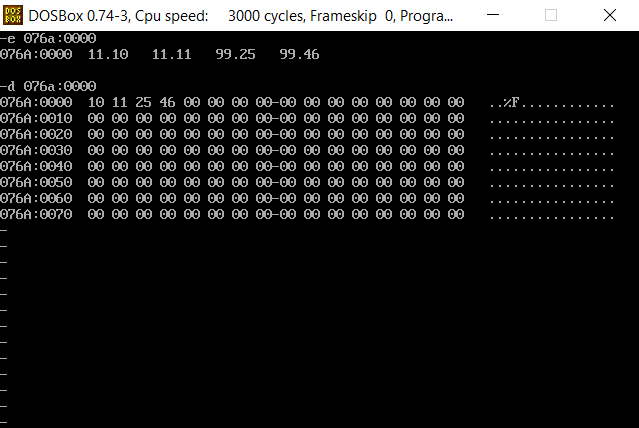 DOS BOX DOSBox 0.74-3, Cpu speed: 3000 cycles, Frameskip 0, Progra...
-e 076a:0000
076A:0000 11.10 11.11 99.25 99.46
-d 076a:0000
076A:0000 10 11 25 46 00 00 00 00-00 00 00 00 00 00 00 00 ..%F............
076A:0010 00 00 00 00 00 00 00 00-00 00 00 00 00 00 00 00 ................
076A:0020 00 00 00 00 00 00 00 00-00 00 00 00 00 00 00 00 ................
076A:0030 00 00 00 00 00 00 00 00-00 00 00 00 00 00 00 00 ................
076A:0040 00 00 00 00 00 00 00 00-00 00 00 00 00 00 00 00 ................
076A:0050 00 00 00 00 00 00 00 00-00 00 00 00 00 00 00 00 ................
076A:0060 00 00 00 00 00 00 00 00-00 00 00 00 00 00 00 00 ................
076A:0070 00 00 00 00 00 00 00 00-00 00 00 00 00 00 00 00 ................
-
-
-
-
-
-
-
-
-
-
-
-
-